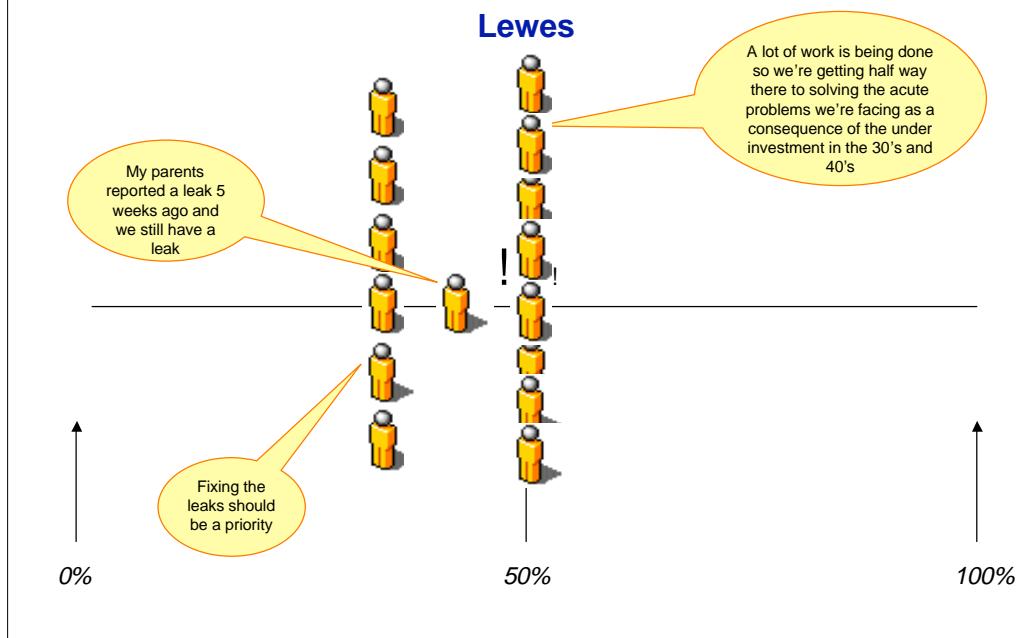 Lewes
A lot of work is being done
so we’re getting half way
there to solving the acute
problems we’re facing as a
consequence of the under
investment in the 30’s and
40’s
My parents
reported a leak 5
weeks ago and
we still have a
leak
!
!
Fixing the
leaks should
be a priority
0%
50%
100%